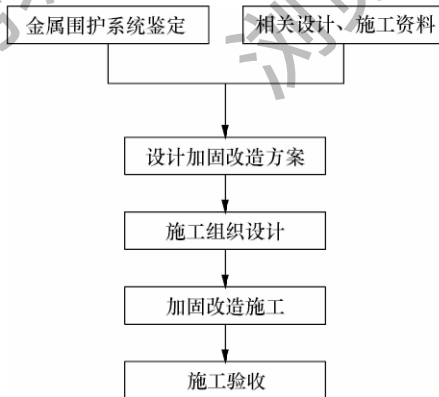 金属围护系统鉴定
相关设计、施工资料
设计加固改造方案
施工组织设计
加固改造施工
施工验收